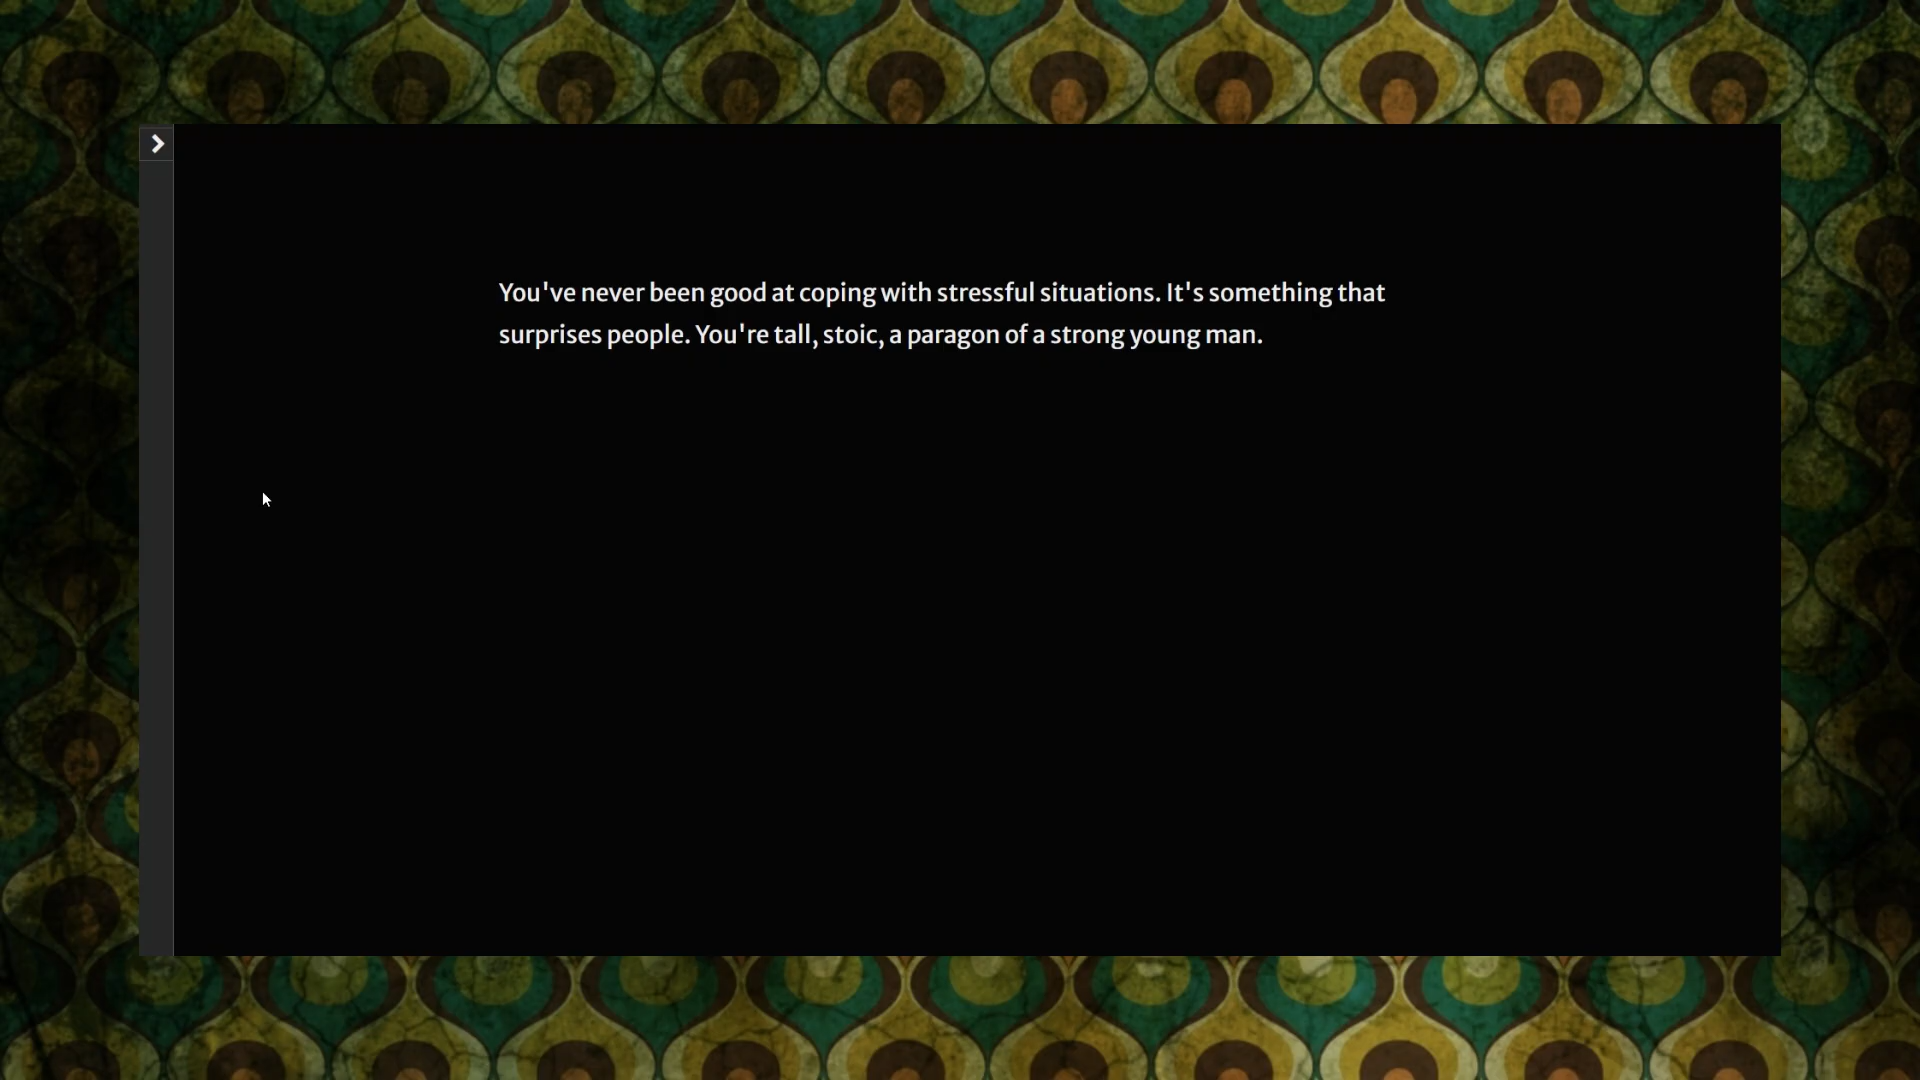 You've never been good at coping with stressful situations. It's something that
surprises people. You're tall, stoic, a paragon of a strong young man.